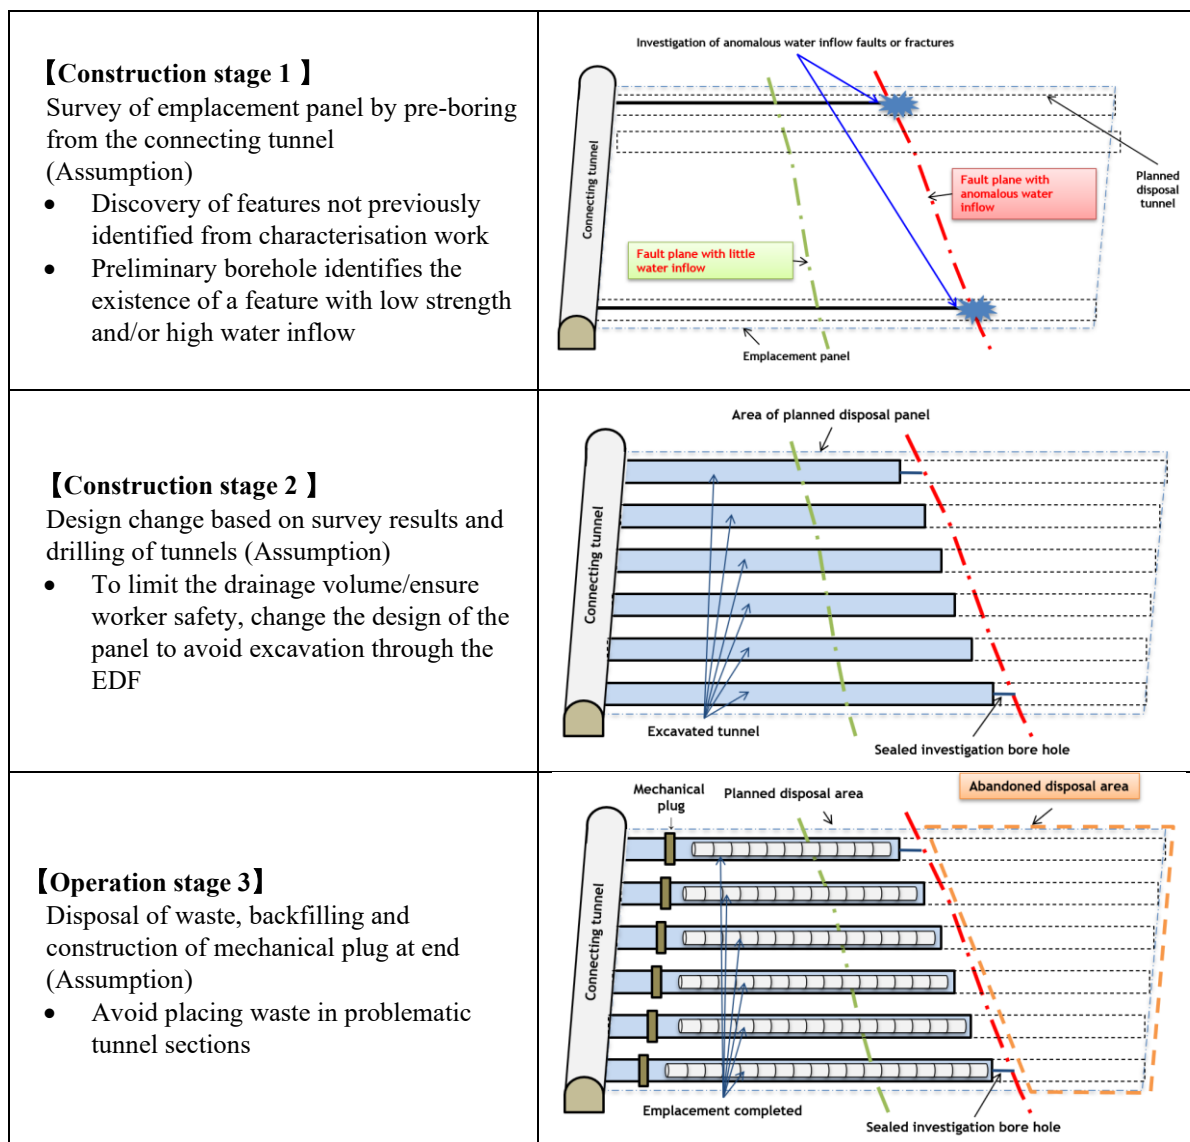 【Construction stage 1 】
Survey of emplacement panel by pre-boring
from the connecting tunnel
(Assumption)
• Discovery of features not previously
identified from characterisation work
• Preliminary borehole identifies the
existence of a feature with low strength
and/or high water inflow
Investigation of anomalous water inflow faults or fractures
Connecting tunnel
Planned
disposal
tunnel
Fault plane with
anomalous water
inflow
Fault plane with little
water inflow
Emplacement panel
【Construction stage 2 】
Design change based on survey results and
drilling of tunnels (Assumption)
• To limit the drainage volume/ensure
worker safety, change the design of the
panel to avoid excavation through the
EDF
Area of planned disposal panel
Connecting tunnel
Excavated tunnel
Sealed investigation bore hole
【Operation stage 3】
Disposal of waste, backfilling and
construction of mechanical plug at end
(Assumption)
• Avoid placing waste in problematic
tunnel sections
Mechanical
plug
Planned disposal area
Abandoned disposal area
Connecting tunnel
Emplacement completed
Sealed investigation bore hole